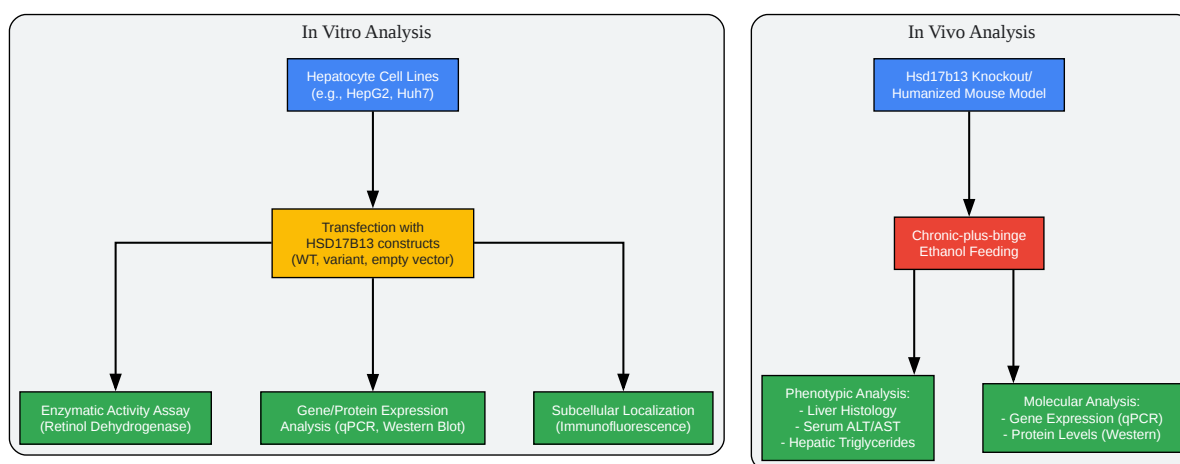 In Vitro Analysis
Hepatocyte Cell Lines
(e.g., HepG2, Huh7)
Transfection with
HSD17B13 constructs
(WT, variant, empty vector)
Enzymatic Activity Assay
(Retinol Dehydrogenase)
Gene/Protein Expression
Analysis (qPCR, Western Blot)
Subcellular Localization
(Immunofluorescence)
In Vivo Analysis
Hsd17b13 Knockout/
Humanized Mouse Model
Chronic-plus-binge
Ethanol Feeding
Phenotypic Analysis:
- Liver Histology
- Serum ALT/AST
- Hepatic Triglycerides
Molecular Analysis:
- Gene Expression (qPCR)
- Protein Levels (Western)